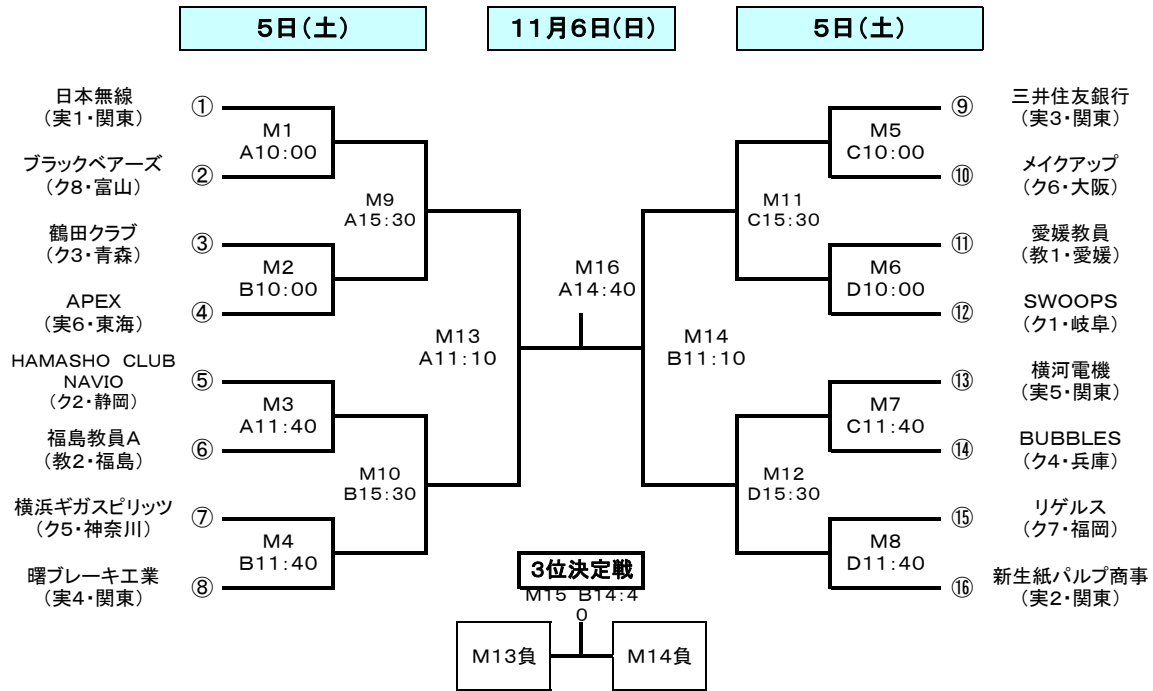 ５日（土）
１１月６日（日）
５日（土）
日本無線
（実１・関東）
①
M１
A１０：００
ブラックベアーズ
（ク８・富山）
②
M９
A１５：３０
鶴田クラブ
（ク３・青森）
③
M２
B１０：００
APEX
（実６・東海）
④
M１３
A１１：１０
HAMASHO　CLUB
NAVIO
（ク２・静岡）
⑤
M３
A１１：４０
福島教員A
（教２・福島）
⑥
M１０
B１５：３０
横浜ギガスピリッツ
（ク５・神奈川）
⑦
M４
B１１：４０
曙ブレーキ工業
（実４・関東）
⑧
M１６
A１４：４０
３位決定戦
M１５ B１４：４
０
M１３負
M１４負
⑨
三井住友銀行
（実３・関東）
M５
C１０：００
⑩
メイクアップ
（ク６・大阪）
M１１
C１５：３０
⑪
愛媛教員
（教１・愛媛）
M６
D１０：００
⑫
SWOOPS
（ク１・岐阜）
M１４
B１１：１０
⑬
横河電機
（実５・関東）
M７
C１１：４０
⑭
BUBBLES
（ク４・兵庫）
M１２
D１５：３０
⑮
リゲルス
（ク７・福岡）
M８
D１１：４０
⑯
新生紙パルプ商事
（実２・関東）